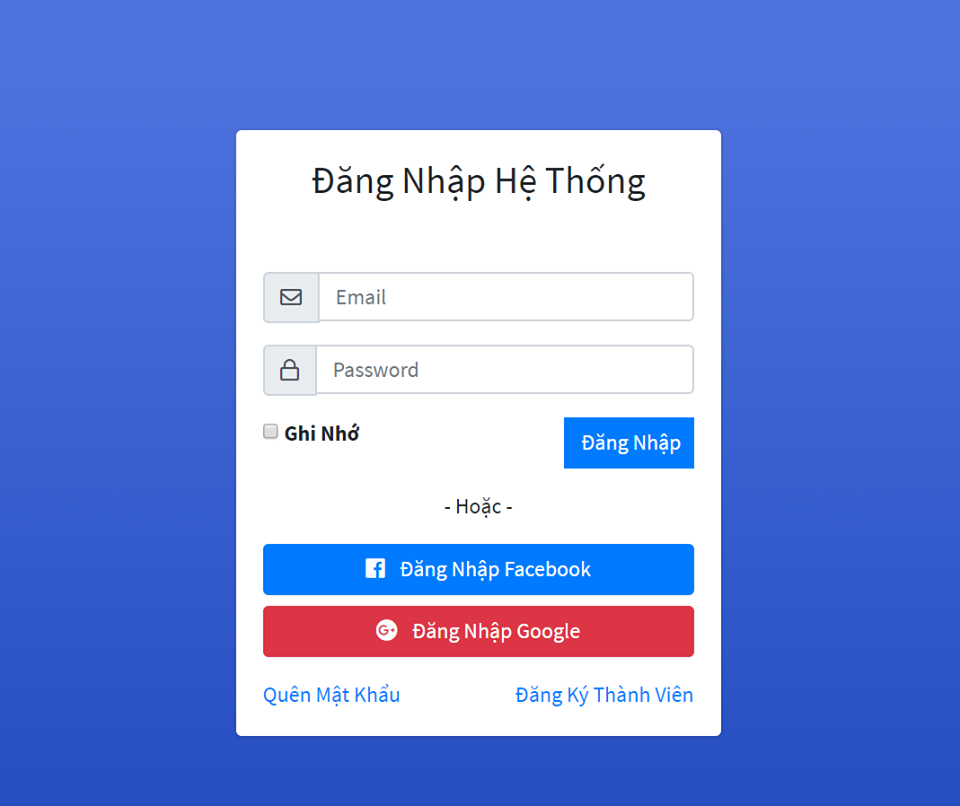 Đăng Nhập Hệ Thống
Email
Password
Ghi Nhớ
Đăng Nhập
- Hoặc -
Đăng Nhập Facebook
G+ Đăng Nhập Google
Quên Mật Khẩu
Đăng Ký Thành Viên